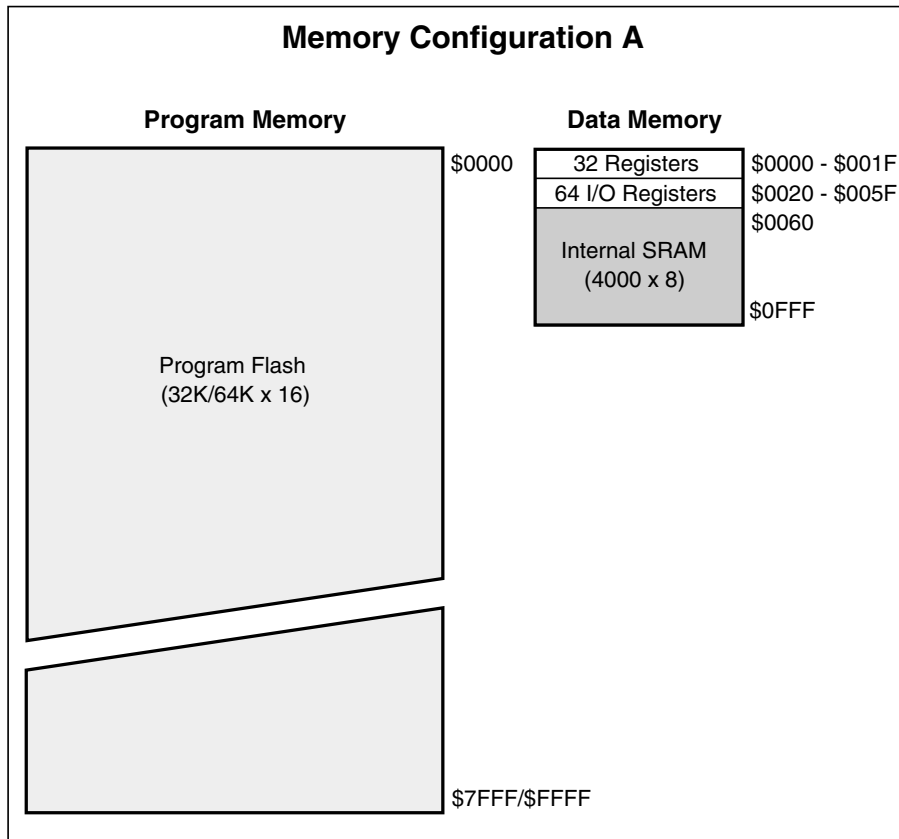 Memory Configuration A
Program Memory
Data Memory
$0000
32 Registers
$0000 - $001F
64 I/O Registers
$0020 - $005F
$0060
Internal SRAM
(4000 x 8)
$0FFF
Program Flash
(32K/64K x 16)
$7FFF/$FFFF